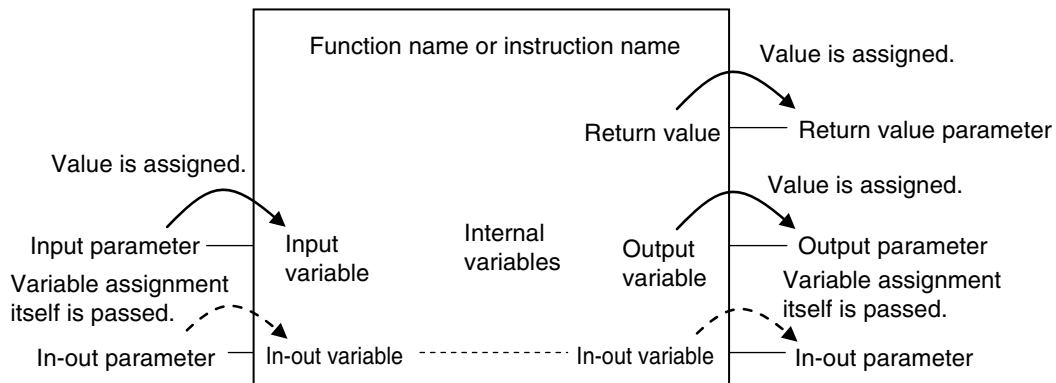 Function name or instruction name
Value is assigned.
Return value
Return value parameter
Value is assigned.
Value is assigned.
Input parameter
Input
variable
Internal
variables
Output
variable
Output parameter
Variable assignment
itself is passed.
Variable assignment
itself is passed.
In-out parameter
In-out variable
In-out variable
In-out parameter